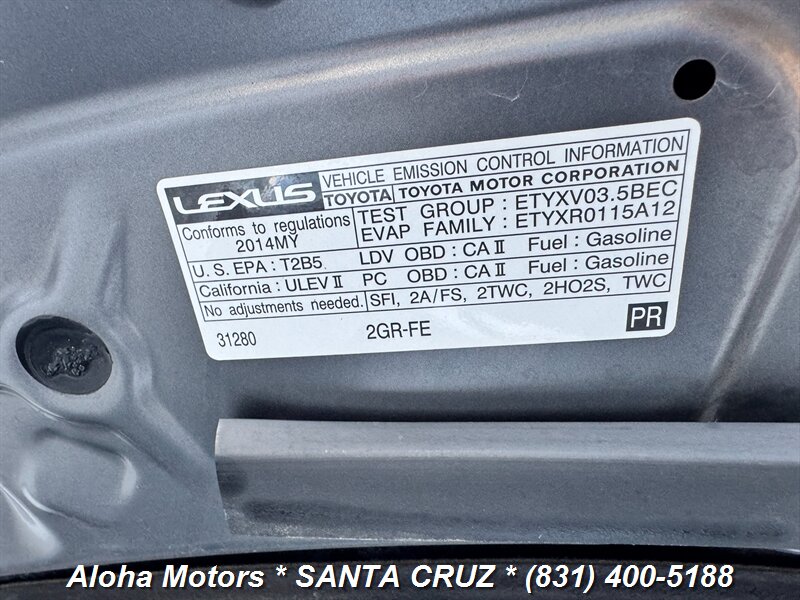 LEXUS VEHICLE EMISSION CONTROL INFORMATION
TOYOTA TOYOTA MOTOR CORPORATION
Conforms to regulations
2014MY
TEST GROUP : ETYXV03.5BEC
EVAP FAMILY : ETYXR0115A12
U.S. EPA : T2B5 LDV OBD : CA II Fuel : Gasoline
California : ULEV II PC OBD : CA II Fuel : Gasoline
No adjustments needed. SFI, 2A/FS, 2TWC, 2HO2S, TWC
31280 2GR-FE PR
Aloha Motors * SANTA CRUZ * (831) 400-5188